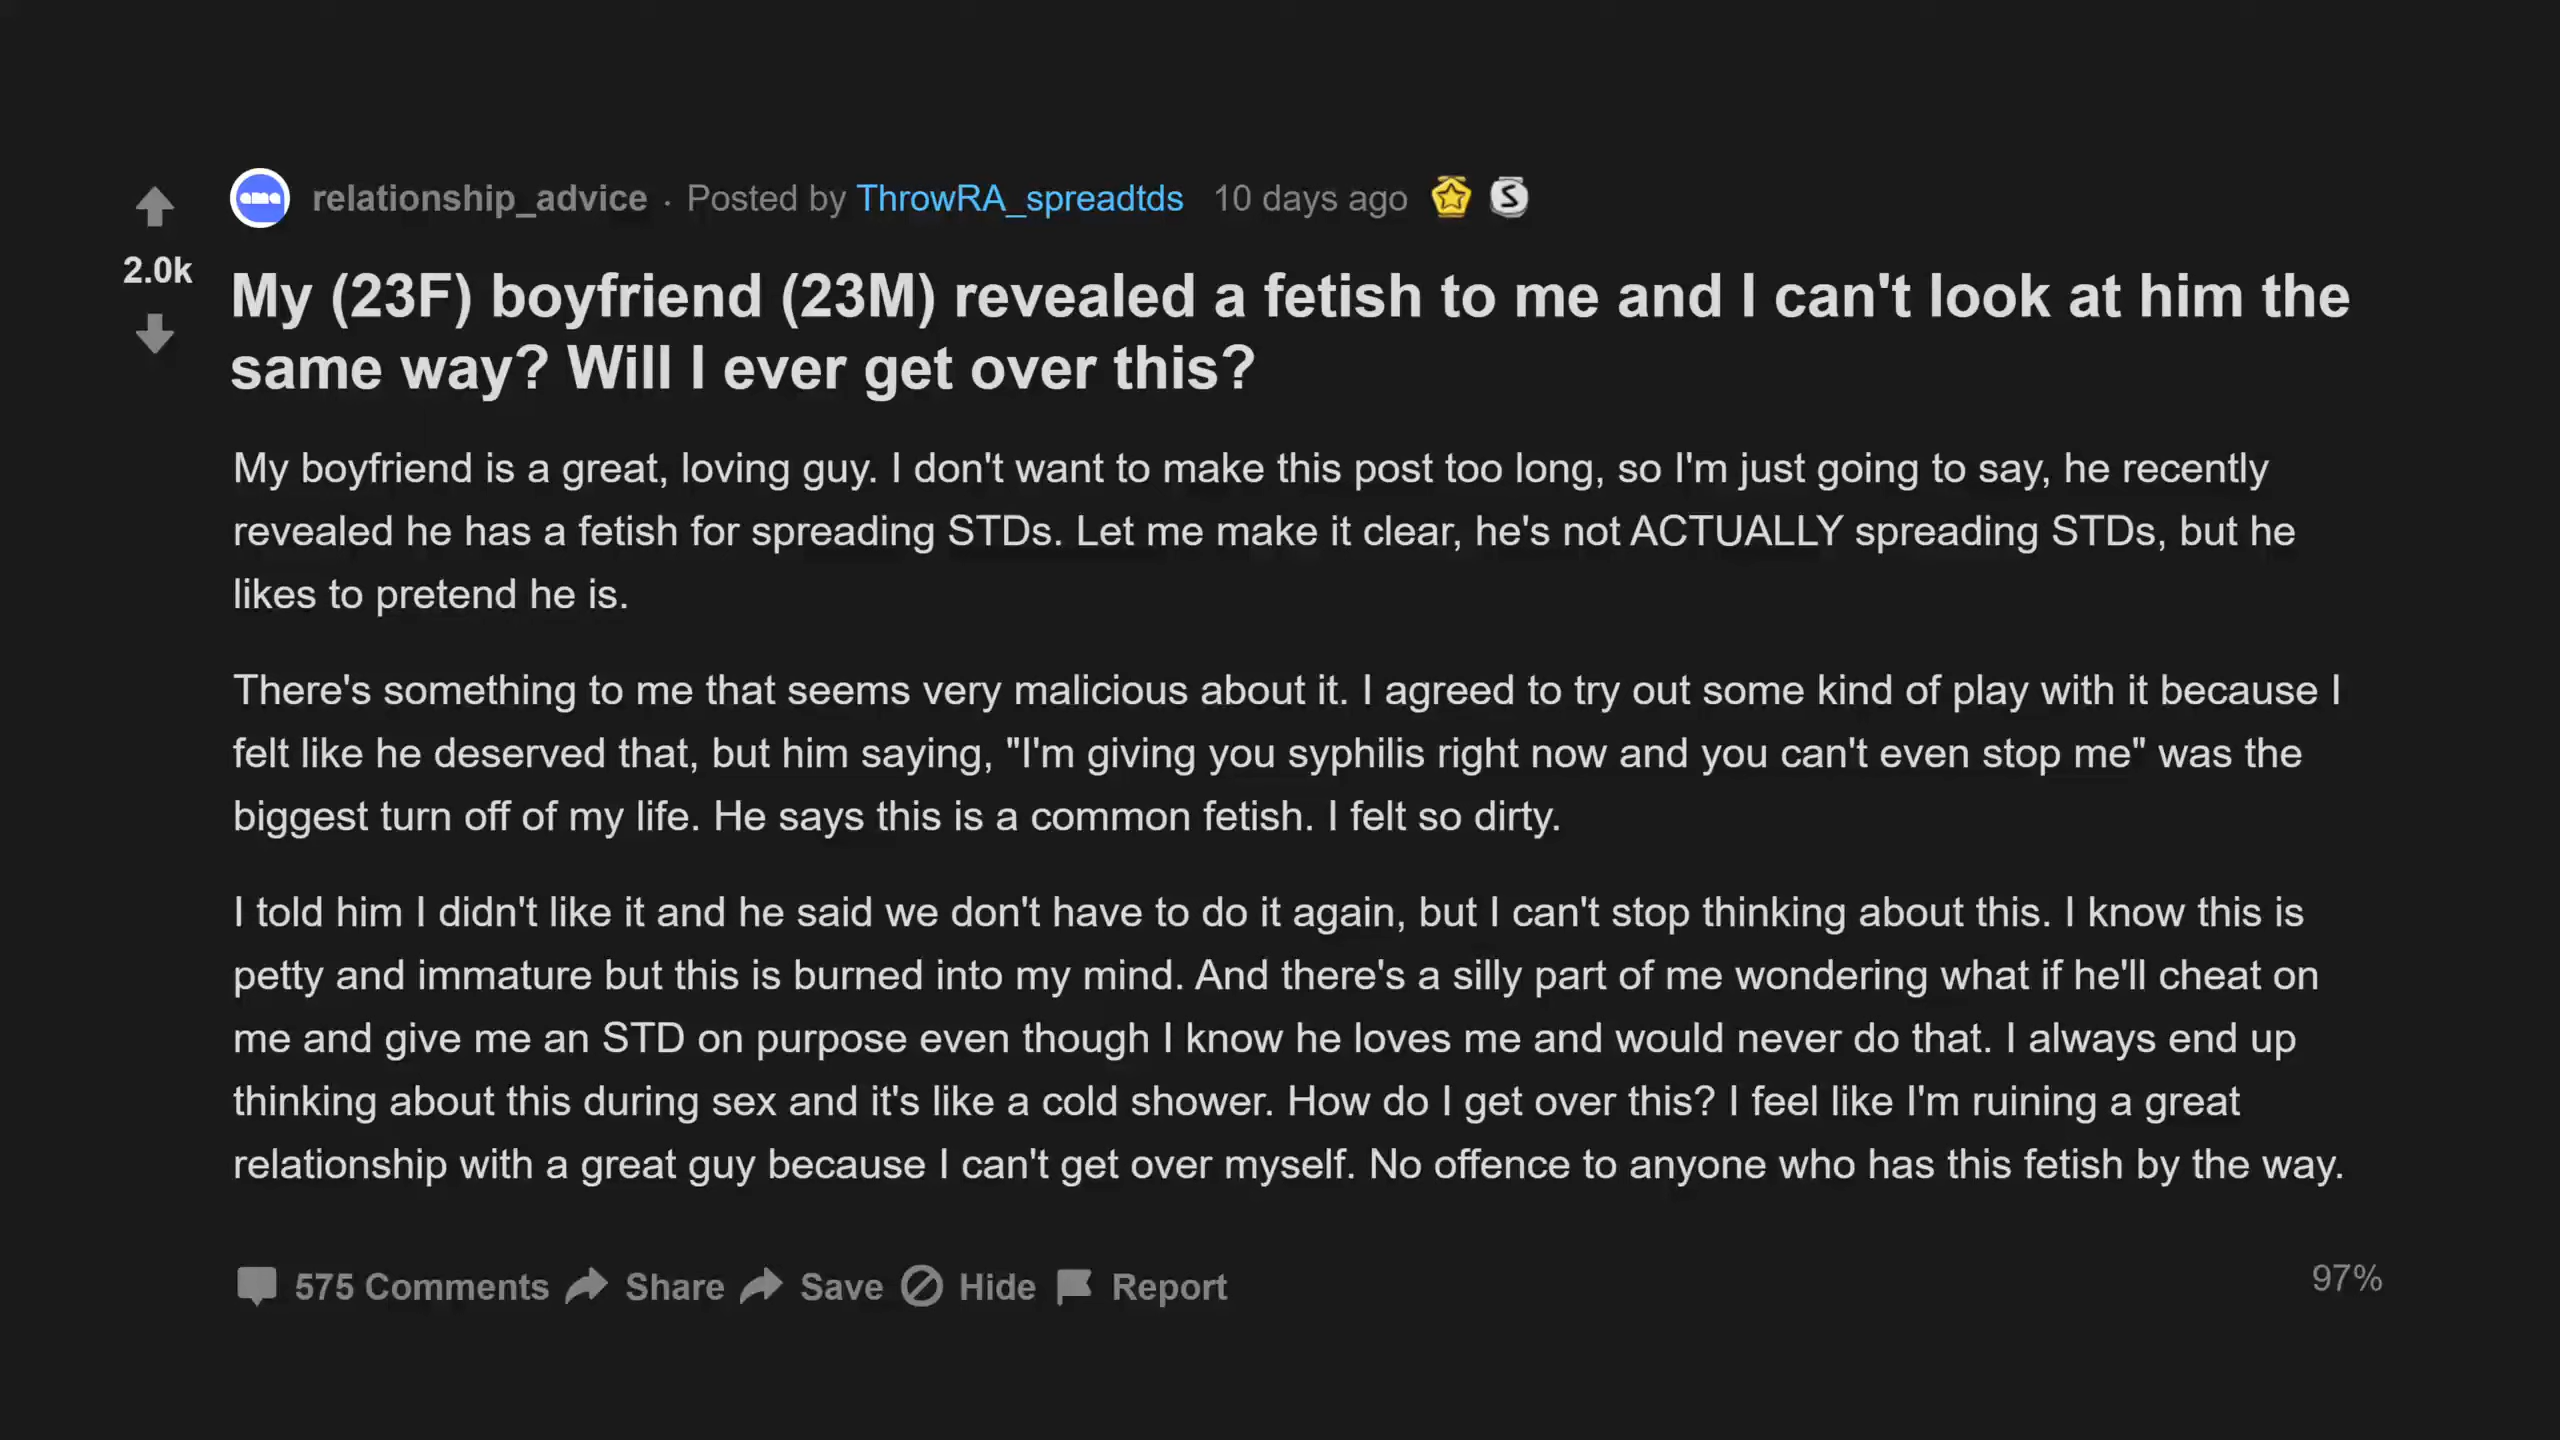 relationship_advice · Posted by ThrowRA_spreadtds 10 days ago
2.0k
My (23F) boyfriend (23M) revealed a fetish to me and I can't look at him the
same way? Will I ever get over this?
My boyfriend is a great, loving guy. I don't want to make this post too long, so I'm just going to say, he recently
revealed he has a fetish for spreading STDs. Let me make it clear, he's not ACTUALLY spreading STDs, but he
likes to pretend he is.
There's something to me that seems very malicious about it. I agreed to try out some kind of play with it because I
felt like he deserved that, but him saying, "I'm giving you syphilis right now and you can't even stop me" was the
biggest turn off of my life. He says this is a common fetish. I felt so dirty.
I told him I didn't like it and he said we don't have to do it again, but I can't stop thinking about this. I know this is
petty and immature but this is burned into my mind. And there's a silly part of me wondering what if he'll cheat on
me and give me an STD on purpose even though I know he loves me and would never do that. I always end up
thinking about this during sex and it's like a cold shower. How do I get over this? I feel like I'm ruining a great
relationship with a great guy because I can't get over myself. No offence to anyone who has this fetish by the way.
575 Comments Share Save Hide Report
97%